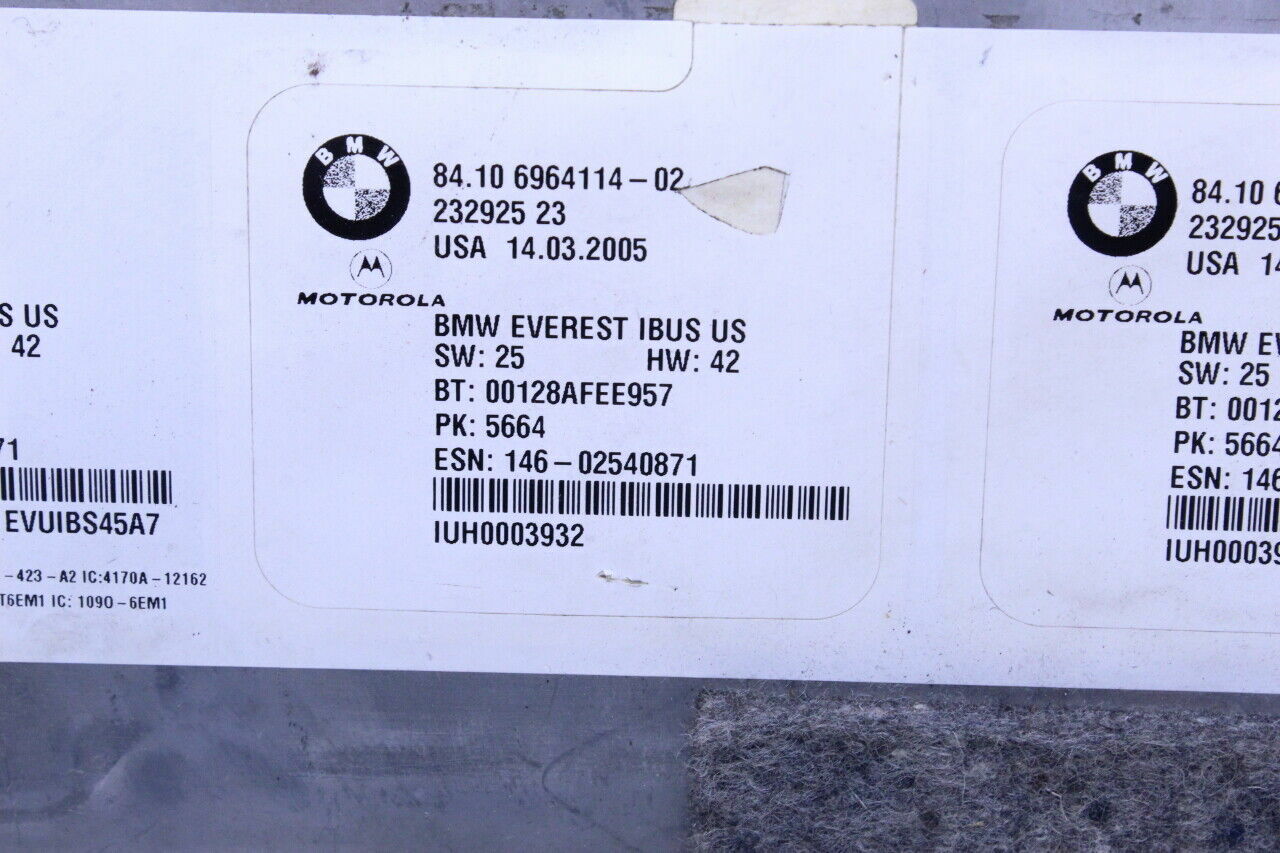 S US
42
71
EVUIBS45A7
-423-A2 IC:4170A-12162
T6EM1 IC: 1090-6EM1
BMW
84.10 6964114-02
232925 23
USA 14.03.2005
MOTOROLA
BMW EVEREST IBUS US
SW: 25 HW: 42
BT: 00128AFEE957
PK: 5664
ESN: 146-02540871
IUH0003932
BMW
84.10 6
232925
USA 14
MOTOROLA
BMW EV
SW: 25
BT: 0012
PK: 5664
ESN: 146
IUH00039